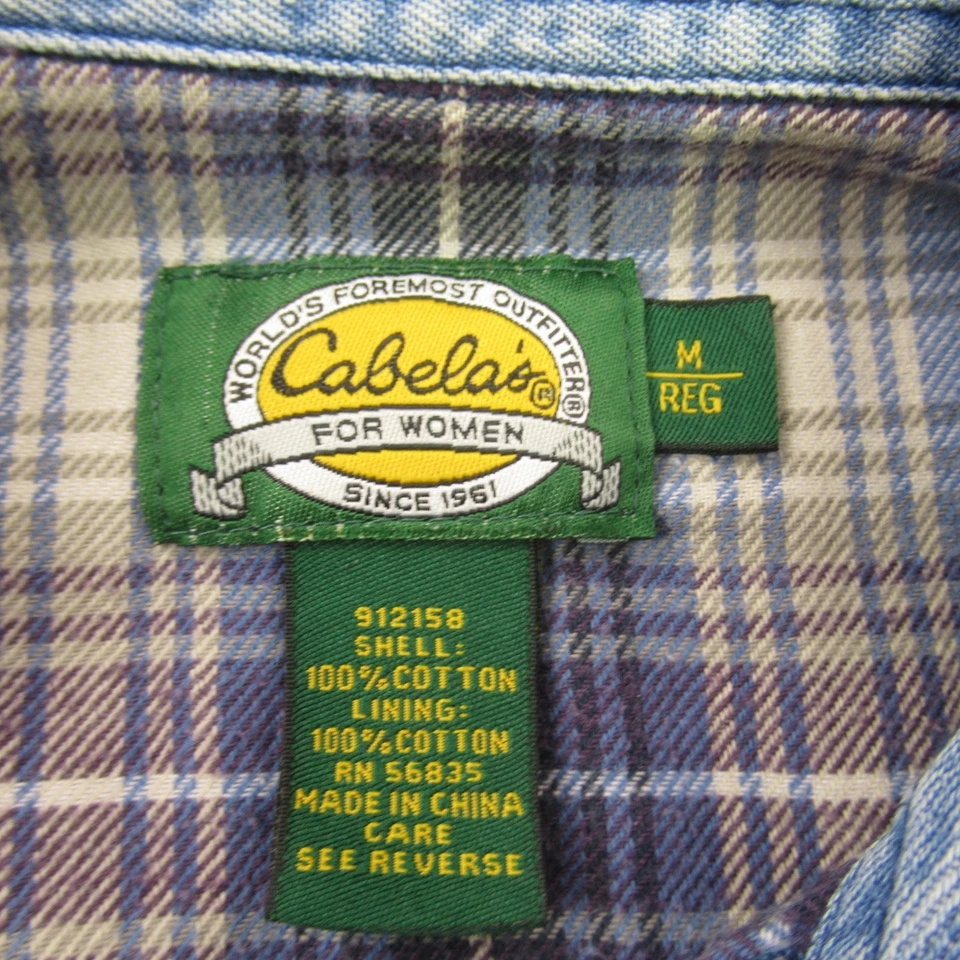 WORLD'S FOREMOST OUTFITTER®
Cabela's®
FOR WOMEN
SINCE 1961
M
REG
912158
SHELL:
100% COTTON
LINING:
100% COTTON
RN 56835
MADE IN CHINA
CARE
SEE REVERSE